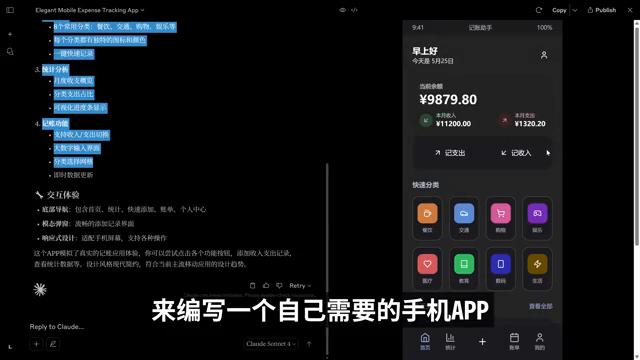 Elegant Mobile Expense Tracking App
Copy
Publish
8个常用分类：餐饮、交通、购物、娱乐等
每个分类都有独特的图标和颜色
一键快速记录
3. 统计分析
月度收支概览
分类支出占比
可视化进度条显示
4. 记账功能
支持收入/支出切换
大数字输入界面
分类选择网格
即时数据更新
交互体验
底部导航：包含首页、统计、快速添加、账单、个人中心
模态弹窗：流畅的添加记录界面
响应式设计：适配手机屏幕，支持各种操作
这个APP模拟了真实的记账应用体验，你可以尝试点击各个功能按钮，添加收入支出记录，
查看统计数据等。设计风格现代简约，符合当前主流移动应用的设计趋势。
Retry
Reply to Claude...
Claude Sonnet 4
9:41
记账助手
100%
早上好
今天是 5月25日
当前余额
¥9879.80
本月收入
¥11200.00
本月支出
¥1320.20
记支出
记收入
快速分类
餐饮
交通
购物
娱乐
医疗
教育
数码
生活
查看全部
首页
统计
账单
我的
来编写一个自己需要的手机APP